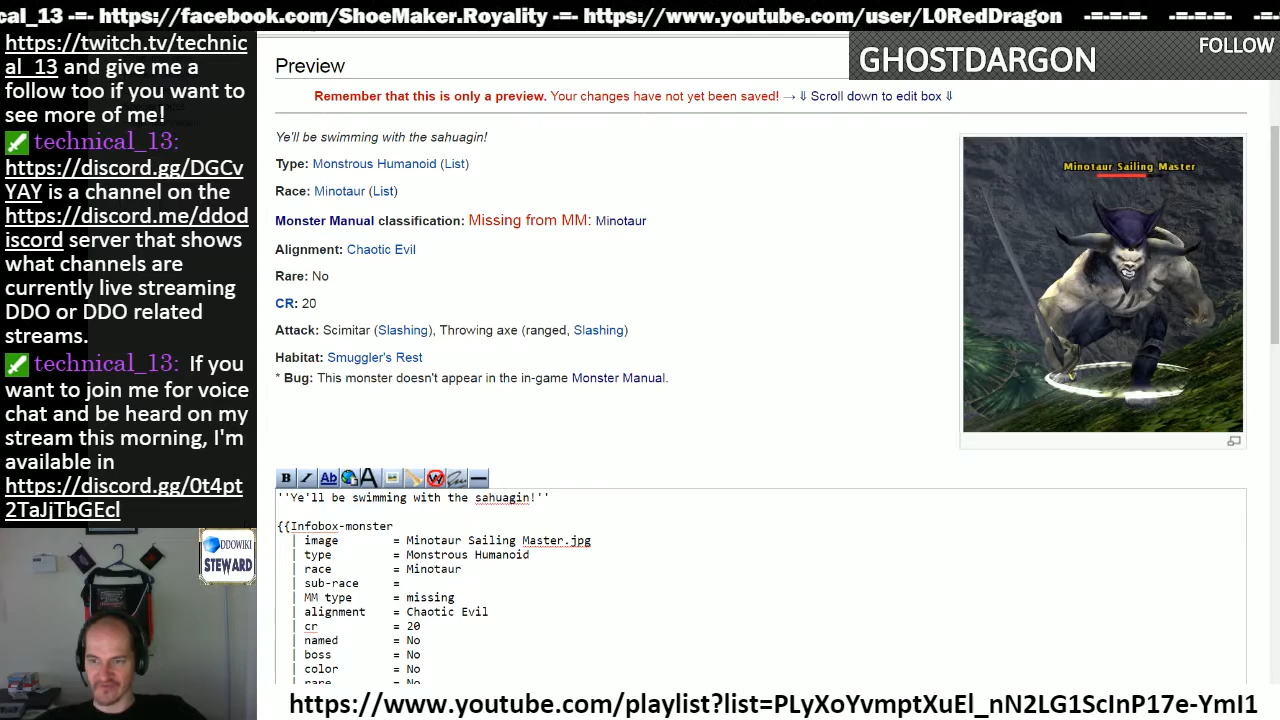 cal_13 -=- https://facebook.com/ShoeMaker.Royality -=- https://www.youtube.com/user/L0RedDragon -=-=-=- -=-=-=-
https://twitch.tv/technic
al_13 and give me a
follow too if you want to
see more of me!
technical_13:
https://discord.gg/DGCv
YAY is a channel on the
https://discord.me/ddod
iscord server that shows
what channels are
currently live streaming
DDO or DDO related
streams.
technical_13: If you
want to join me for voice
chat and be heard on my
stream this morning, I'm
available in
https://discord.gg/0t4pt
2TaJjTbGEcl
DDOWIKI
STEWARD
GHOSTDARGON
FOLLOW
Preview
Remember that this is only a preview. Your changes have not yet been saved! → ⇓ Scroll down to edit box ⇓
Ye'll be swimming with the sahuagin!
Type: Monstrous Humanoid (List)
Race: Minotaur (List)
Monster Manual classification: Missing from MM: Minotaur
Alignment: Chaotic Evil
Rare: No
CR: 20
Attack: Scimitar (Slashing), Throwing axe (ranged, Slashing)
Habitat: Smuggler's Rest
* Bug: This monster doesn't appear in the in-game Monster Manual.
Minotaur Sailing Master
B I Ab A W
''Ye'll be swimming with the sahuagin!''
{{Infobox-monster
| image = Minotaur Sailing Master.jpg
| type = Monstrous Humanoid
| race = Minotaur
| sub-race =
| MM type = missing
| alignment = Chaotic Evil
| cr = 20
| named = No
| boss = No
| color = No
| rare = No
https://www.youtube.com/playlist?list=PLyXoYvmptXuEl_nN2LG1ScInP17e-YmI1